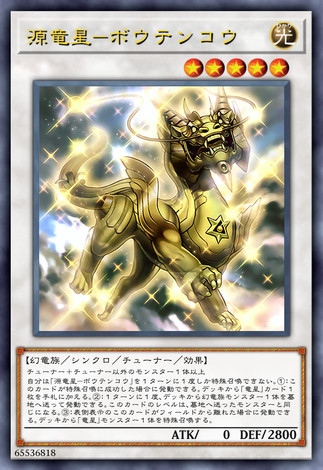 源竜星－ボウテンコウ
光
【幻竜族／シンクロ／チューナー／効果】
チューナー＋チューナー以外のモンスター１体以上
自分は「源竜星－ボウテンコウ」を１ターンに１度しか特殊召喚できない。①：こ
のカードが特殊召喚に成功した場合に発動できる。デッキから「竜星」カード１
枚を手札に加える。②：１ターンに１度、デッキから幻竜族モンスター１体を墓
地へ送って発動できる。このカードのレベルは、墓地へ送ったモンスターと同
じになる。③：表側表示のこのカードがフィールドから離れた場合に発動でき
る。デッキから「竜星」モンスター１体を特殊召喚する。
ATK/ 0 DEF/2800
65536818